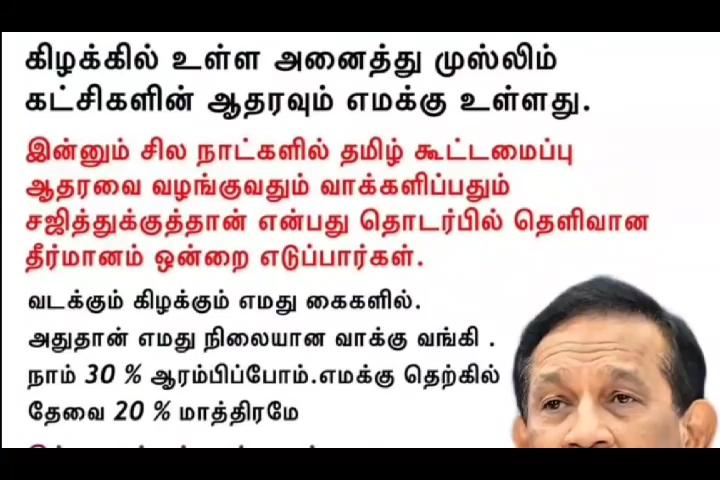 கிழக்கில் உள்ள அனைத்து முஸ்லிம்
கட்சிகளின் ஆதரவும் எமக்கு உள்ளது.
இன்னும் சில நாட்களில் தமிழ் கூட்டமைப்பு
ஆதரவை வழங்குவதும் வாக்களிப்பதும்
சஜித்துக்குத்தான் என்பது தொடர்பில் தெளிவான
தீர்மானம் ஒன்றை எடுப்பார்கள்.
வடக்கும் கிழக்கும் எமது கைகளில்.
அதுதான் எமது நிலையான வாக்கு வங்கி .
நாம் 30 % ஆரம்பிப்போம்.எமக்கு தெற்கில்
தேவை 20 % மாத்திரமே